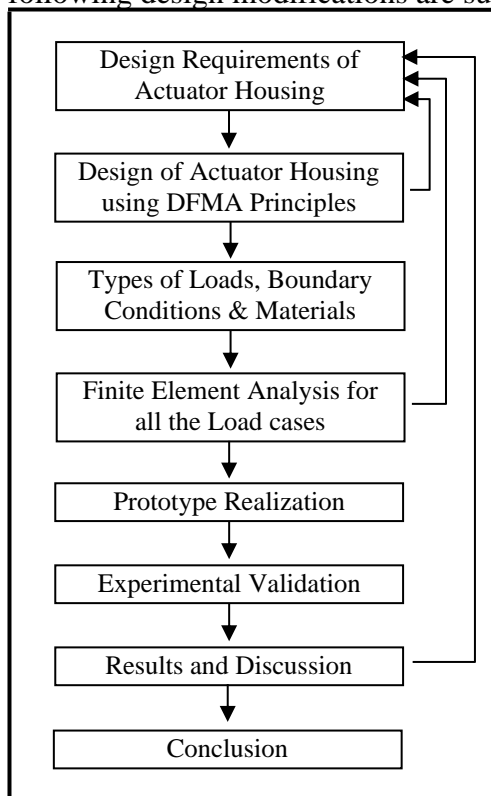 following design modifications are su
Design Requirements of
Actuator Housing
Design of Actuator Housing
using DFMA Principles
Types of Loads, Boundary
Conditions & Materials
Finite Element Analysis for
all the Load cases
Prototype Realization
Experimental Validation
Results and Discussion
Conclusion